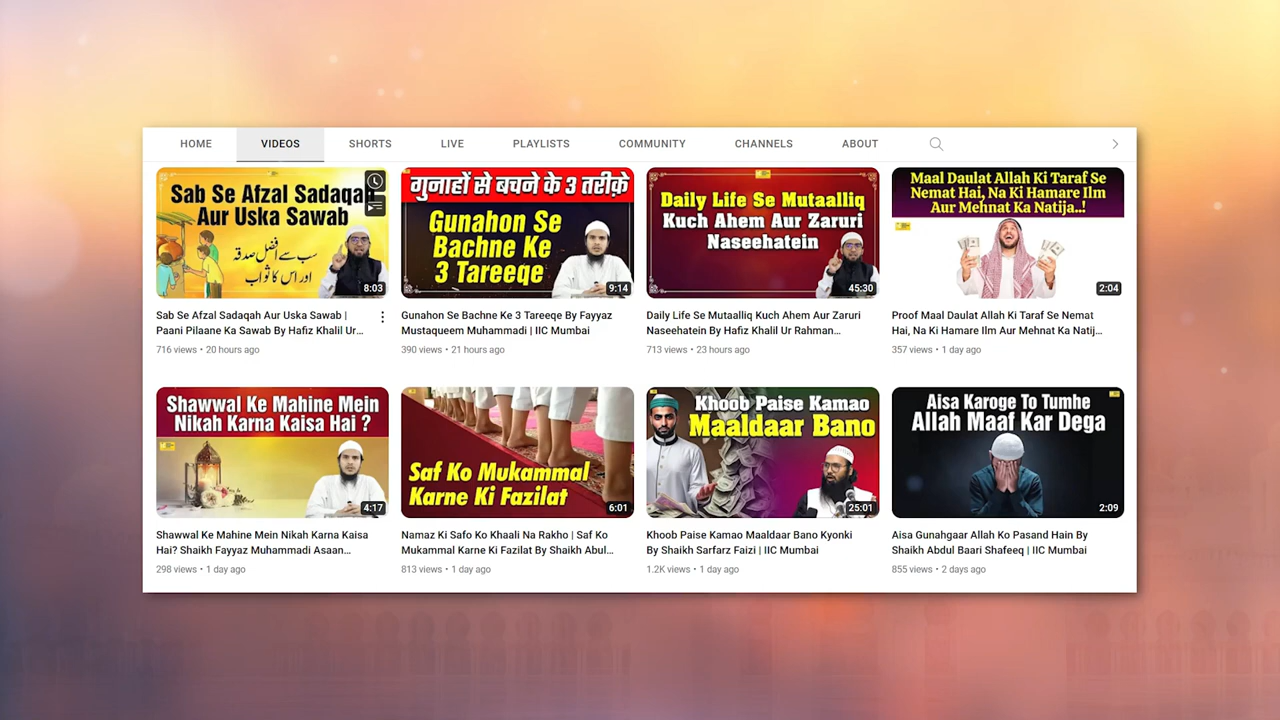 HOME VIDEOS SHORTS LIVE PLAYLISTS COMMUNITY CHANNELS ABOUT
Sab Se Afzal Sadaqah
Aur Uska Sawab
سب سے افضل صدقہ
اور اس کا ثواب
8:03
Sab Se Afzal Sadaqah Aur Uska Sawab |
Paani Pilaane Ka Sawab By Hafiz Khalil Ur...
716 views • 20 hours ago
गुनाहों से बचने के 3 तरीक़े
Gunahon Se
Bachne Ke
3 Tareeqe
9:14
Gunahon Se Bachne Ke 3 Tareeqe By Fayyaz
Mustaqueem Muhammadi | IIC Mumbai
390 views • 21 hours ago
Daily Life Se Mutaalliq
Kuch Ahem Aur Zaruri
Naseehatein
45:30
Daily Life Se Mutaalliq Kuch Ahem Aur Zaruri
Naseehatein By Hafiz Khalil Ur Rahman...
713 views • 23 hours ago
Maal Daulat Allah Ki Taraf Se
Nemat Hai, Na Ki Hamare Ilm
Aur Mehnat Ka Natija..!
2:04
Proof Maal Daulat Allah Ki Taraf Se Nemat
Hai, Na Ki Hamare Ilm Aur Mehnat Ka Natij...
357 views • 1 day ago
Shawwal Ke Mahine Mein
Nikah Karna Kaisa Hai ?
4:17
Shawwal Ke Mahine Mein Nikah Karna Kaisa
Hai? Shaikh Fayyaz Muhammadi Asaan...
298 views • 1 day ago
Saf Ko Mukammal
Karne Ki Fazilat
6:01
Namaz Ki Safo Ko Khaali Na Rakho | Saf Ko
Mukammal Karne Ki Fazilat By Shaikh Abul...
813 views • 1 day ago
Khoob Paise Kamao
Maaldaar Bano
25:01
Khoob Paise Kamao Maaldaar Bano Kyonki
By Shaikh Sarfarz Faizi | IIC Mumbai
1.2K views • 1 day ago
Aisa Karoge To Tumhe
Allah Maaf Kar Dega
2:09
Aisa Gunahgaar Allah Ko Pasand Hain By
Shaikh Abdul Baari Shafeeq | IIC Mumbai
855 views • 2 days ago